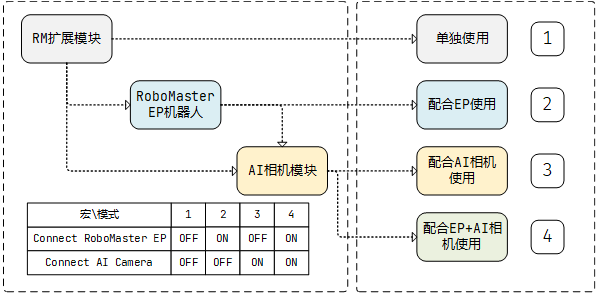 RM扩展模块
单独使用
1
RoboMaster
EP机器人
配合EP使用
2
AI相机模块
配合AI相机
使用
3
配合EP+AI相
机使用
4
宏\模式 1 2 3 4
Connect RoboMaster EP OFF ON OFF ON
Connect AI Camera OFF OFF ON ON